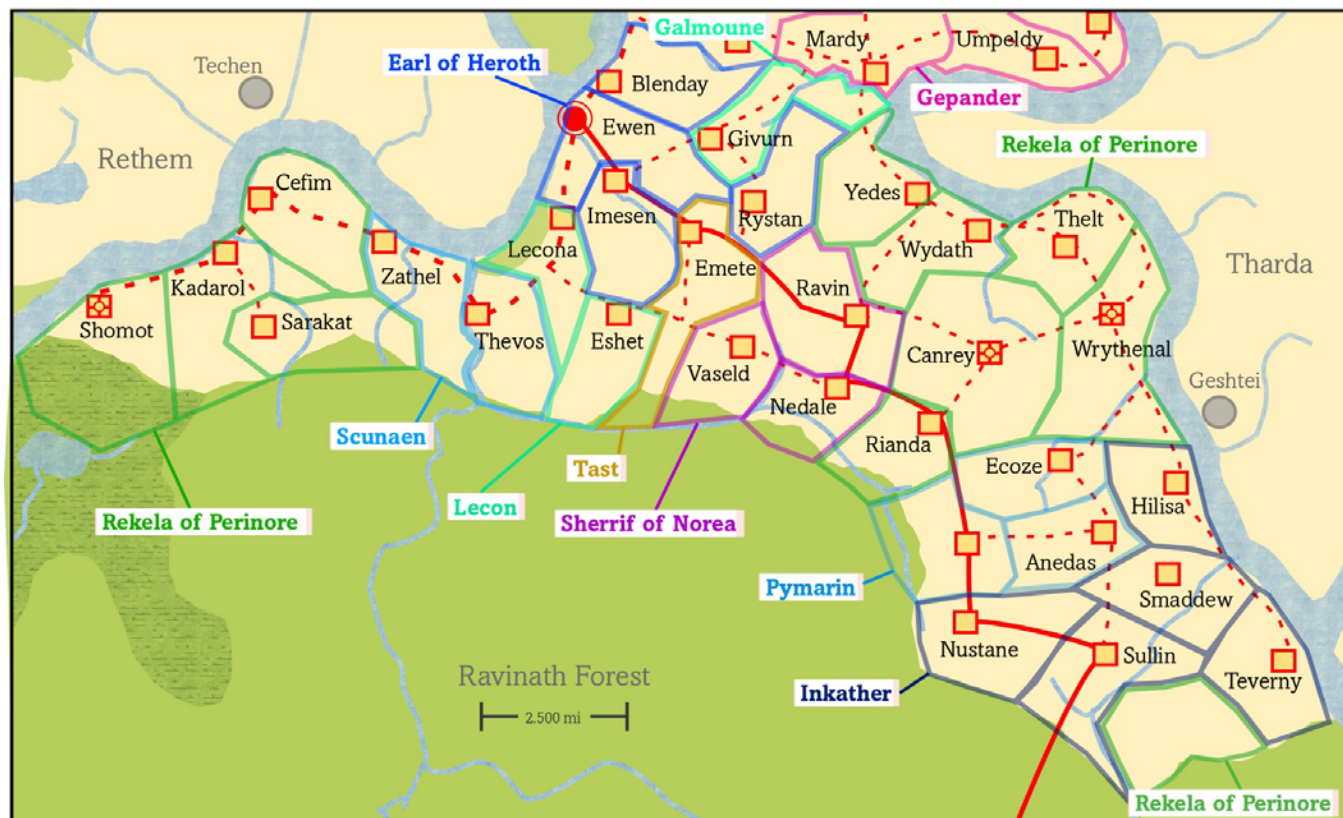 Galmoune
Mardy
Umpeldy
Earl of Heroth
Techen
Blenday
Gepander
Ewen
Givurn
Rekela of Perinore
Rethem
Cefim
Imesen
Rystan
Yedes
Thelt
Lecona
Wydath
Zathel
Emete
Tharda
Kadarol
Ravin
Shomot
Sarakat
Thevos
Eshet
Canrey
Wrythenal
Vaseld
Geshtei
Nedale
Scunaen
Rianda
Tast
Ecoze
Lecon
Rekela of Perinore
Sherrif of Norea
Hilisa
Anedas
Pymarin
Smaddew
Nustane
Sullin
Ravinath Forest
Teverny
Inkather
2.500 mi
Rekela of Perinore